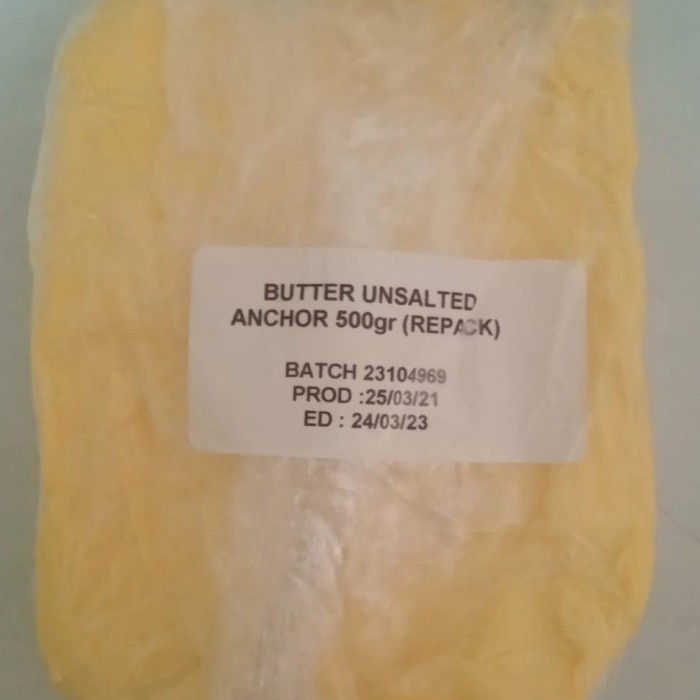 BUTTER UNSALTED
ANCHOR 500gr (REPACK)
BATCH 23104969
PROD :25/03/21
ED : 24/03/23